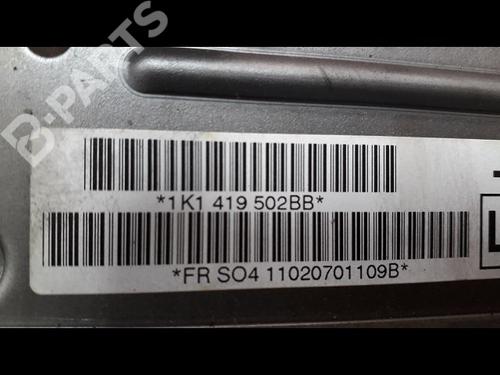 B-PARTS
*1K1 419 502BB*
*FR SO4 11020701109B*